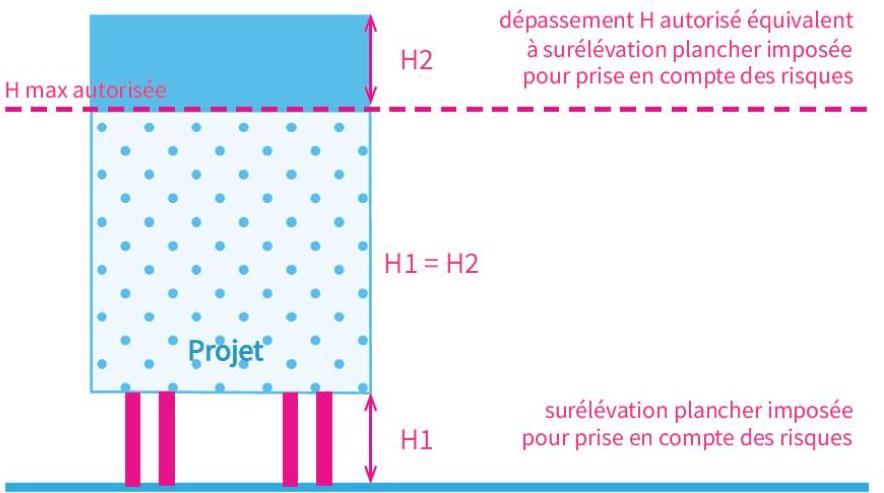 dépassement H autorisé équivalent
à surélévation plancher imposée
pour prise en compte des risques
H2
H max autorisée
H1 = H2
Projet
surélévation plancher imposée
pour prise en compte des risques
H1